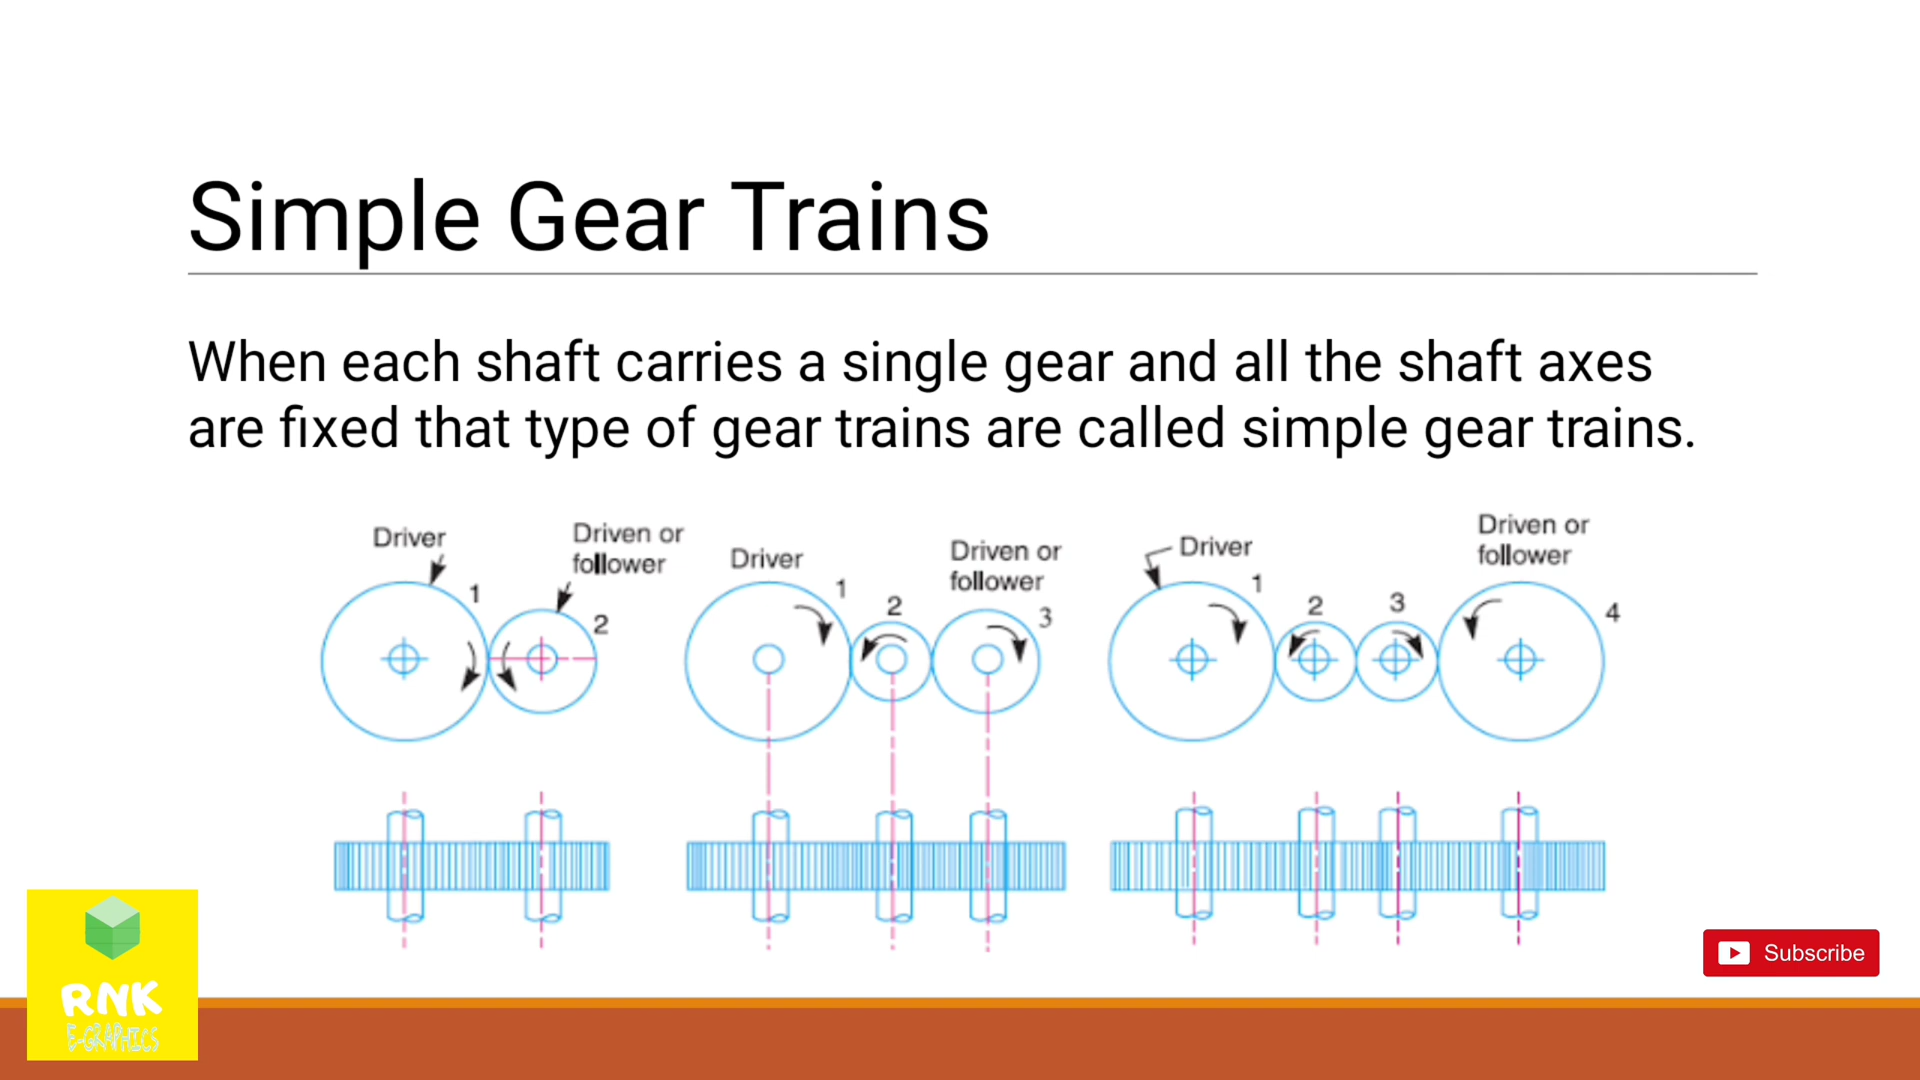 Simple Gear Trains
When each shaft carries a single gear and all the shaft axes
are fixed that type of gear trains are called simple gear trains.
Driver
1
Driven or
follower
2
Driver
1
2
Driven or
follower
3
Driver
1
2
3
Driven or
follower
4
RNK
E-GRAPHICS
Subscribe